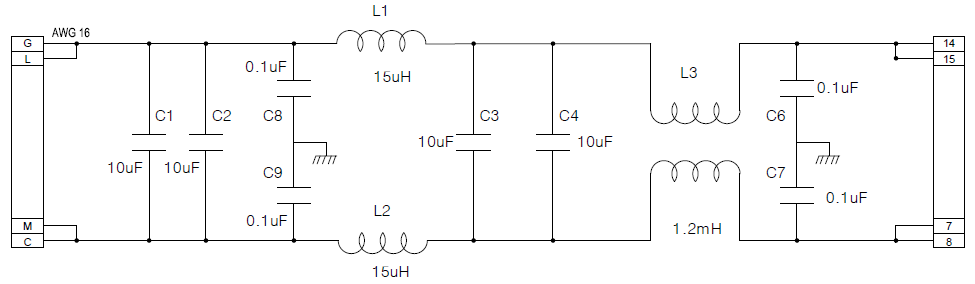 L1
AWG 16
G
L
14
15
0.1uF
15uH
L3
0.1uF
C1
C2
C8
C3
C4
C6
10uF
10uF
10uF
10uF
C9
C7
0.1uF
0.1uF
L2
M
C
1.2mH
7
8
15uH